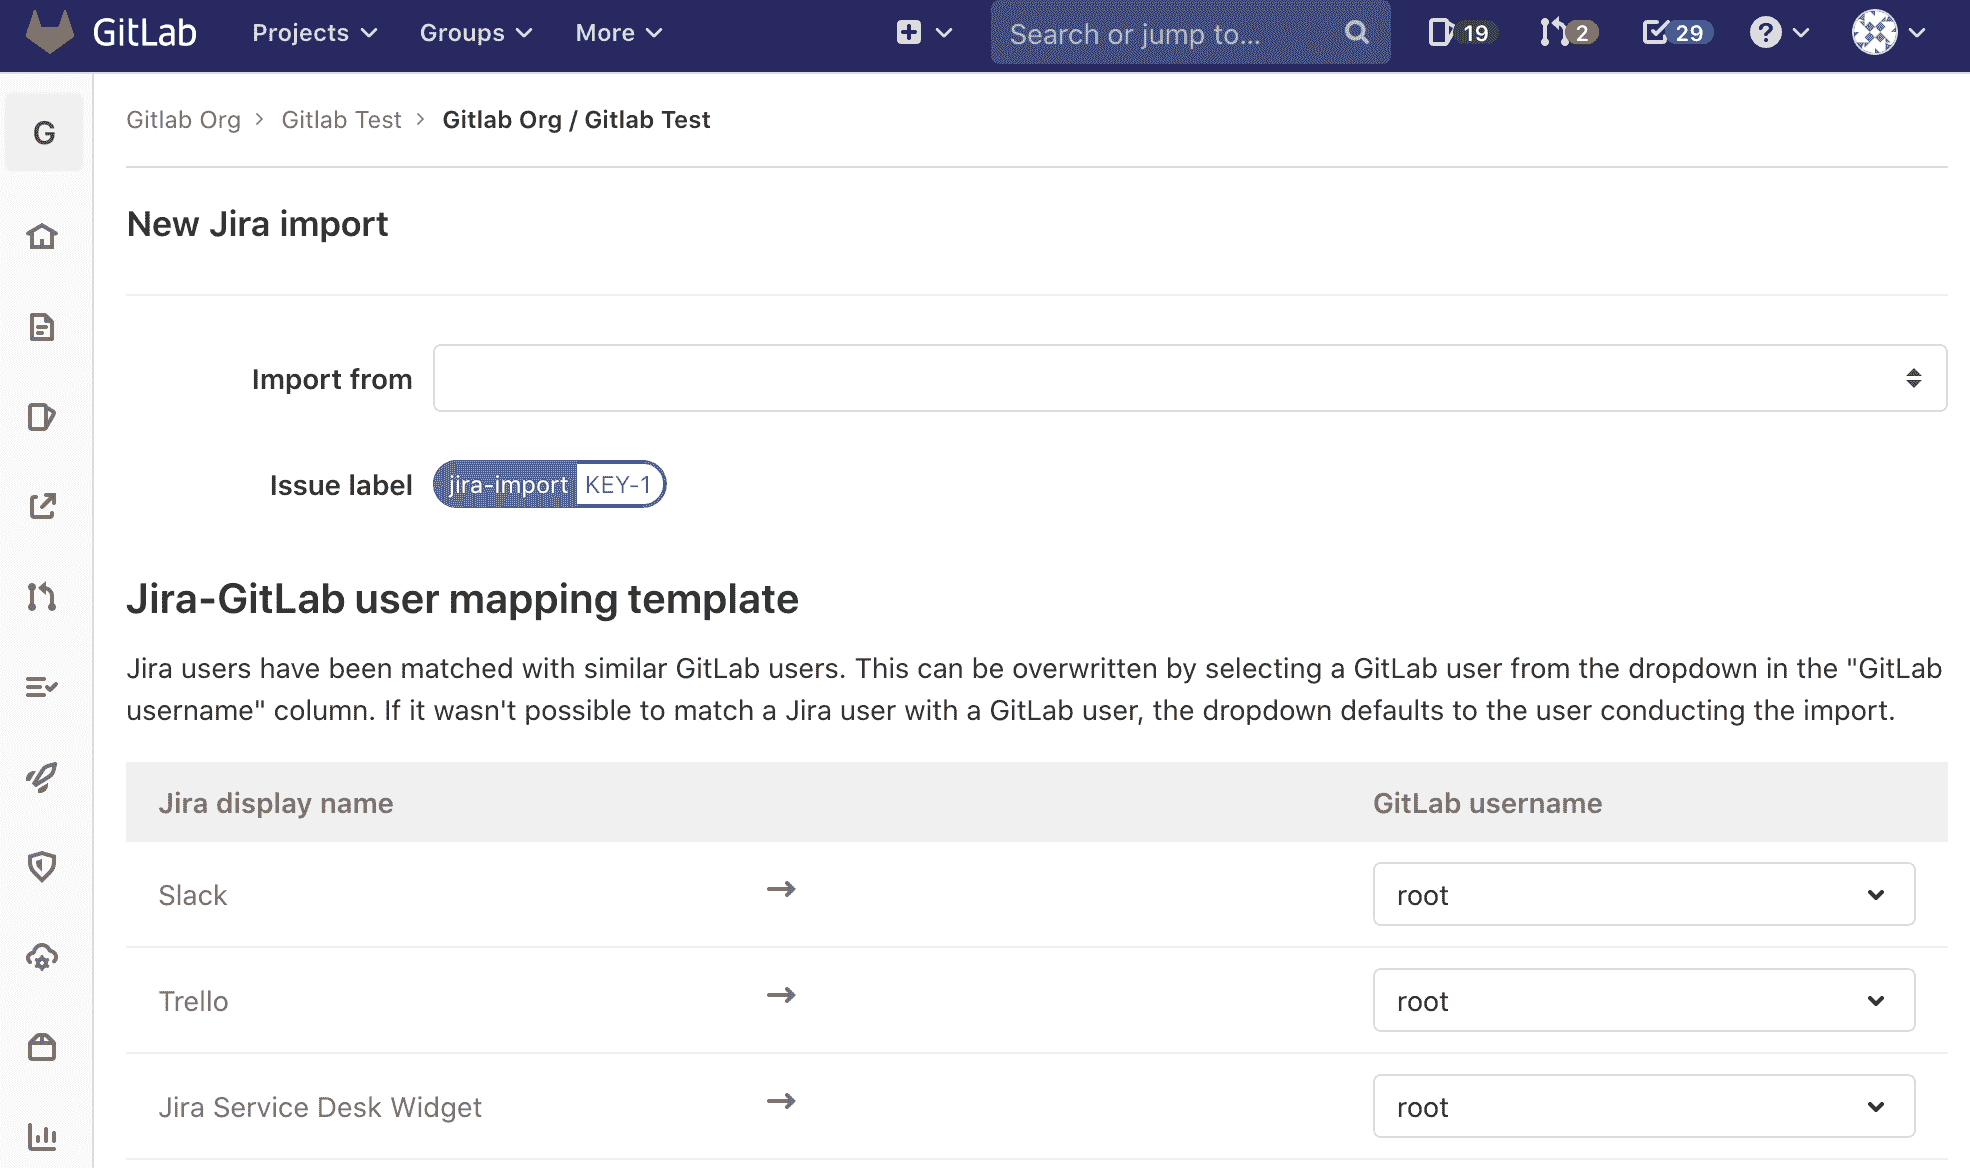 GitLab Projects Groups More Search or jump to... 19 2 29 ?
G
Gitlab Org > Gitlab Test > Gitlab Org / Gitlab Test
New Jira import
Import from
Issue label jira-import KEY-1
Jira-GitLab user mapping template
Jira users have been matched with similar GitLab users. This can be overwritten by selecting a GitLab user from the dropdown in the "GitLab
username" column. If it wasn't possible to match a Jira user with a GitLab user, the dropdown defaults to the user conducting the import.
Jira display name GitLab username
Slack → root
Trello → root
Jira Service Desk Widget → root